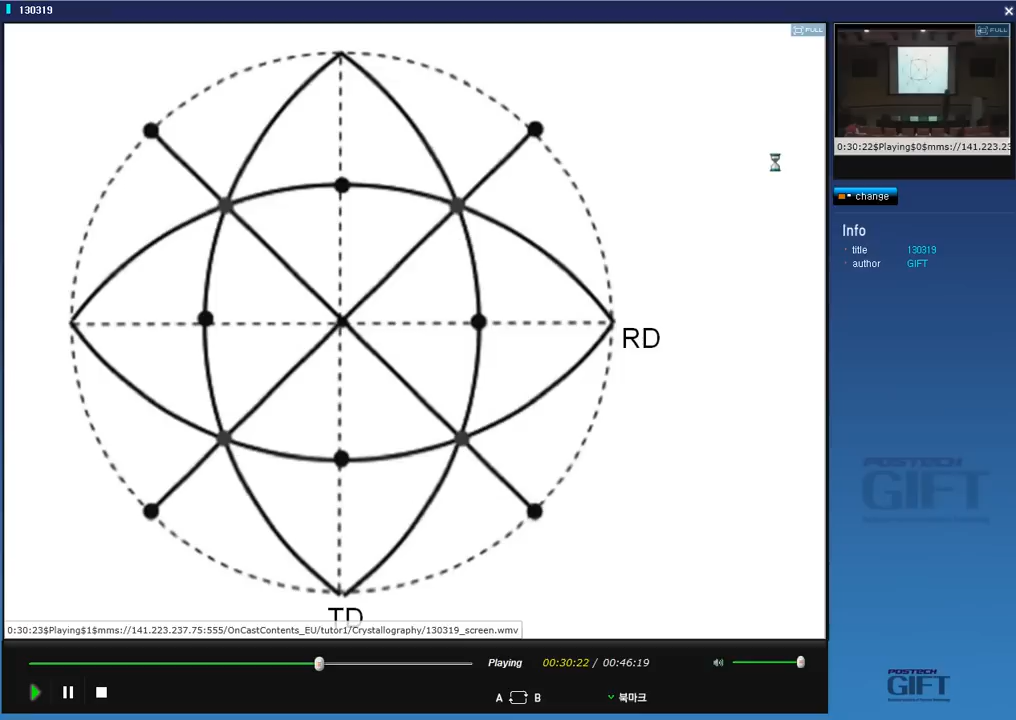 130319
FULL
FULL
RD
TD
0:30:23$Playing$1$mms://141.223.237.75:555/OnCastContents_EU/tutor1/Crystallography/130319_screen.wmv
0:30:22$Playing$0$mms://141.223.23
change
Info
title 130319
author GIFT
POSTECH
GIFT
Playing 00:30:22 / 00:46:19
A B 북마크
POSTECH
GIFT